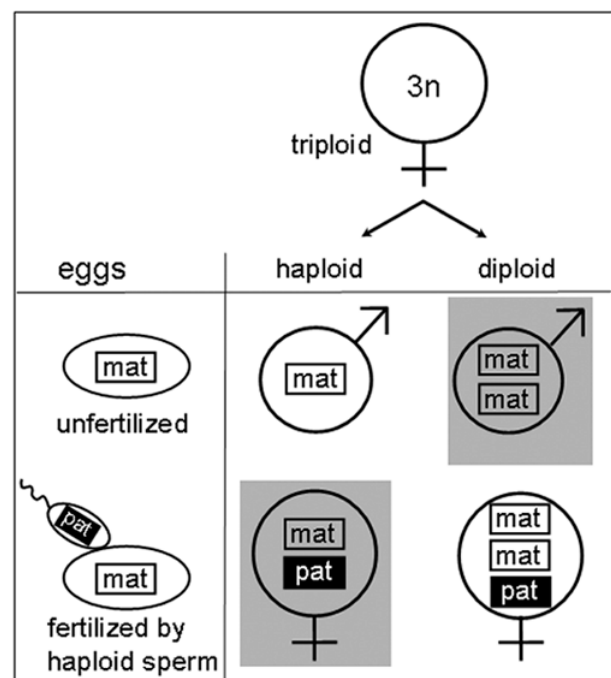 3n
triploid
eggs haploid diploid
mat mat mat
mat
unfertilized
pat mat mat
mat pat mat
pat
fertilized by
haploid sperm